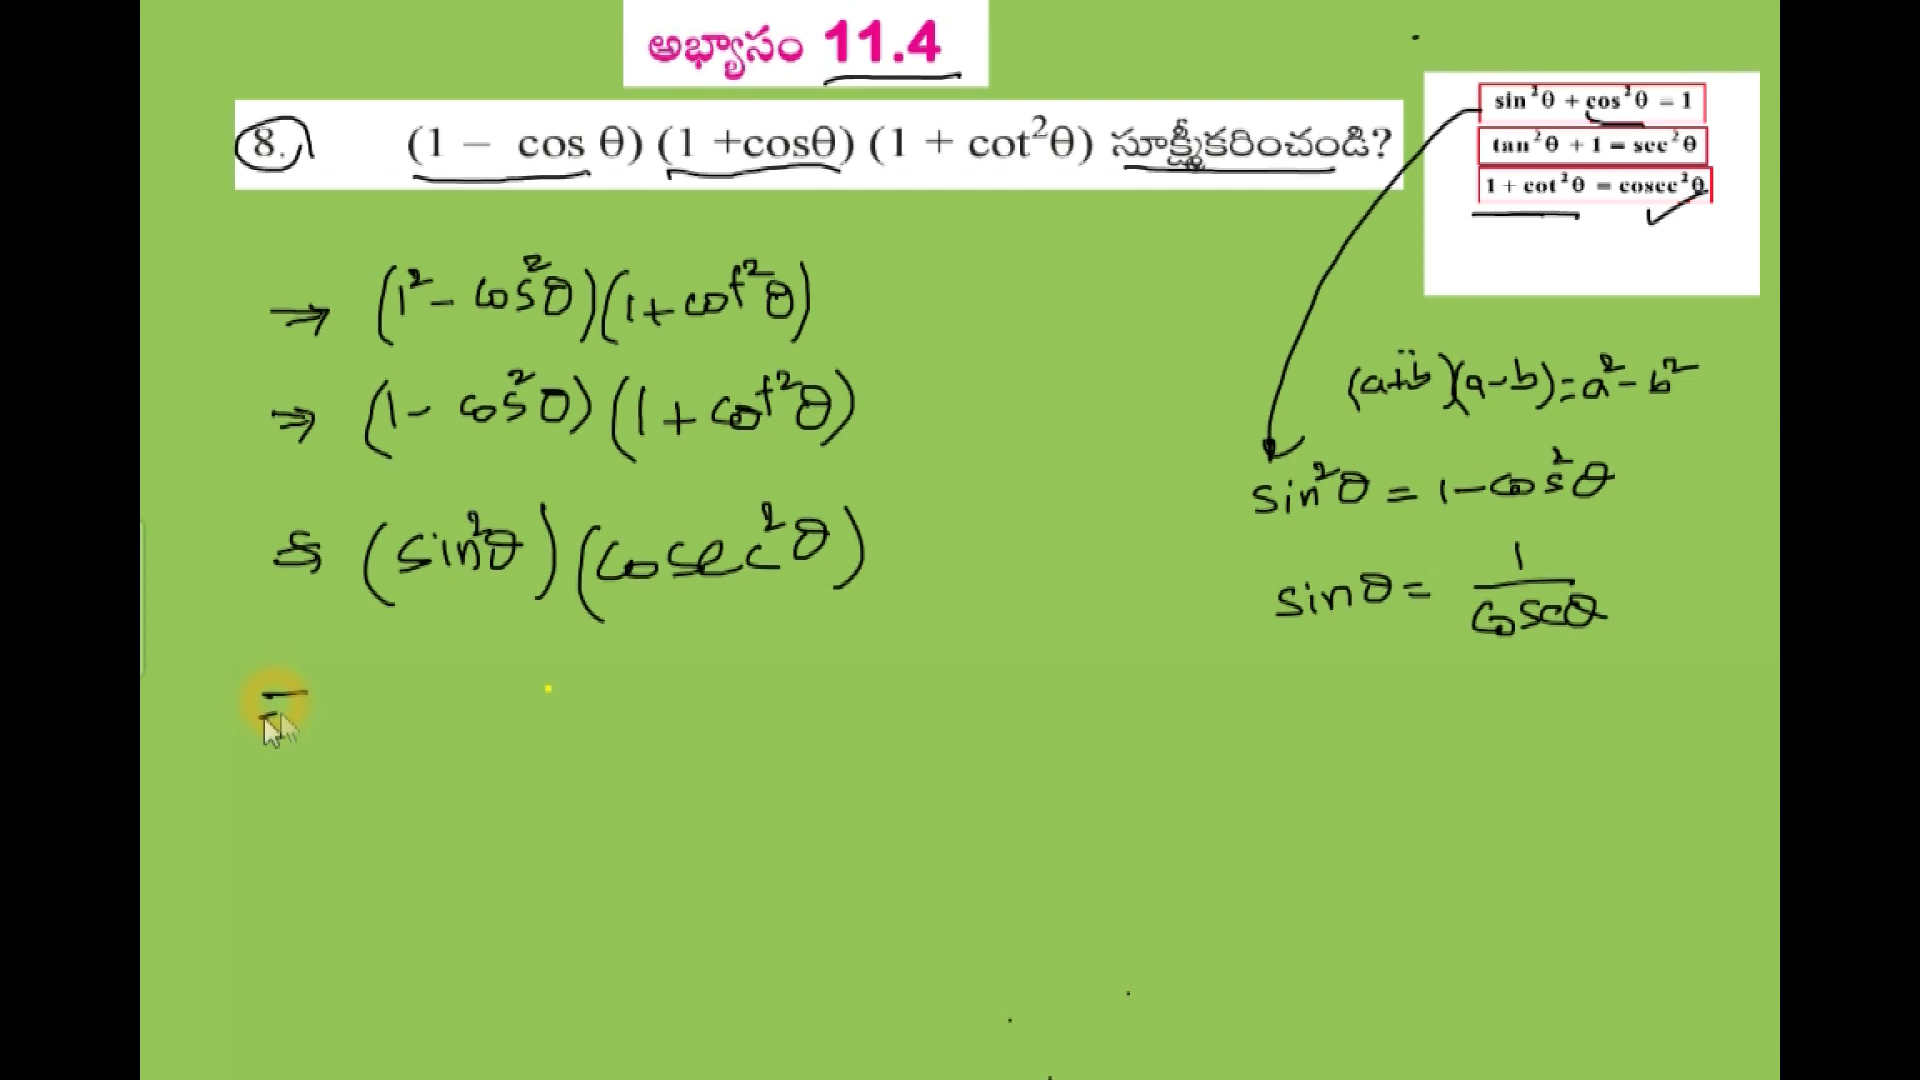 అభ్యాసం 11.4
8. (1 – cos θ) (1 +cosθ) (1 + cot²θ) సూక్ష్మీకరించండి?
sin²θ + cos²θ = 1
tan²θ + 1 = sec²θ
1 + cot²θ = cosec²θ
⇒ (1² - cos²θ)(1 + cot²θ)
⇒ (1 - cos²θ)(1 + cot²θ)
⇒ (sin²θ)(cosec²θ)
=
(a+b)(a-b) = a² - b²
sin²θ = 1 - cos²θ
sinθ = 1/cosecθ